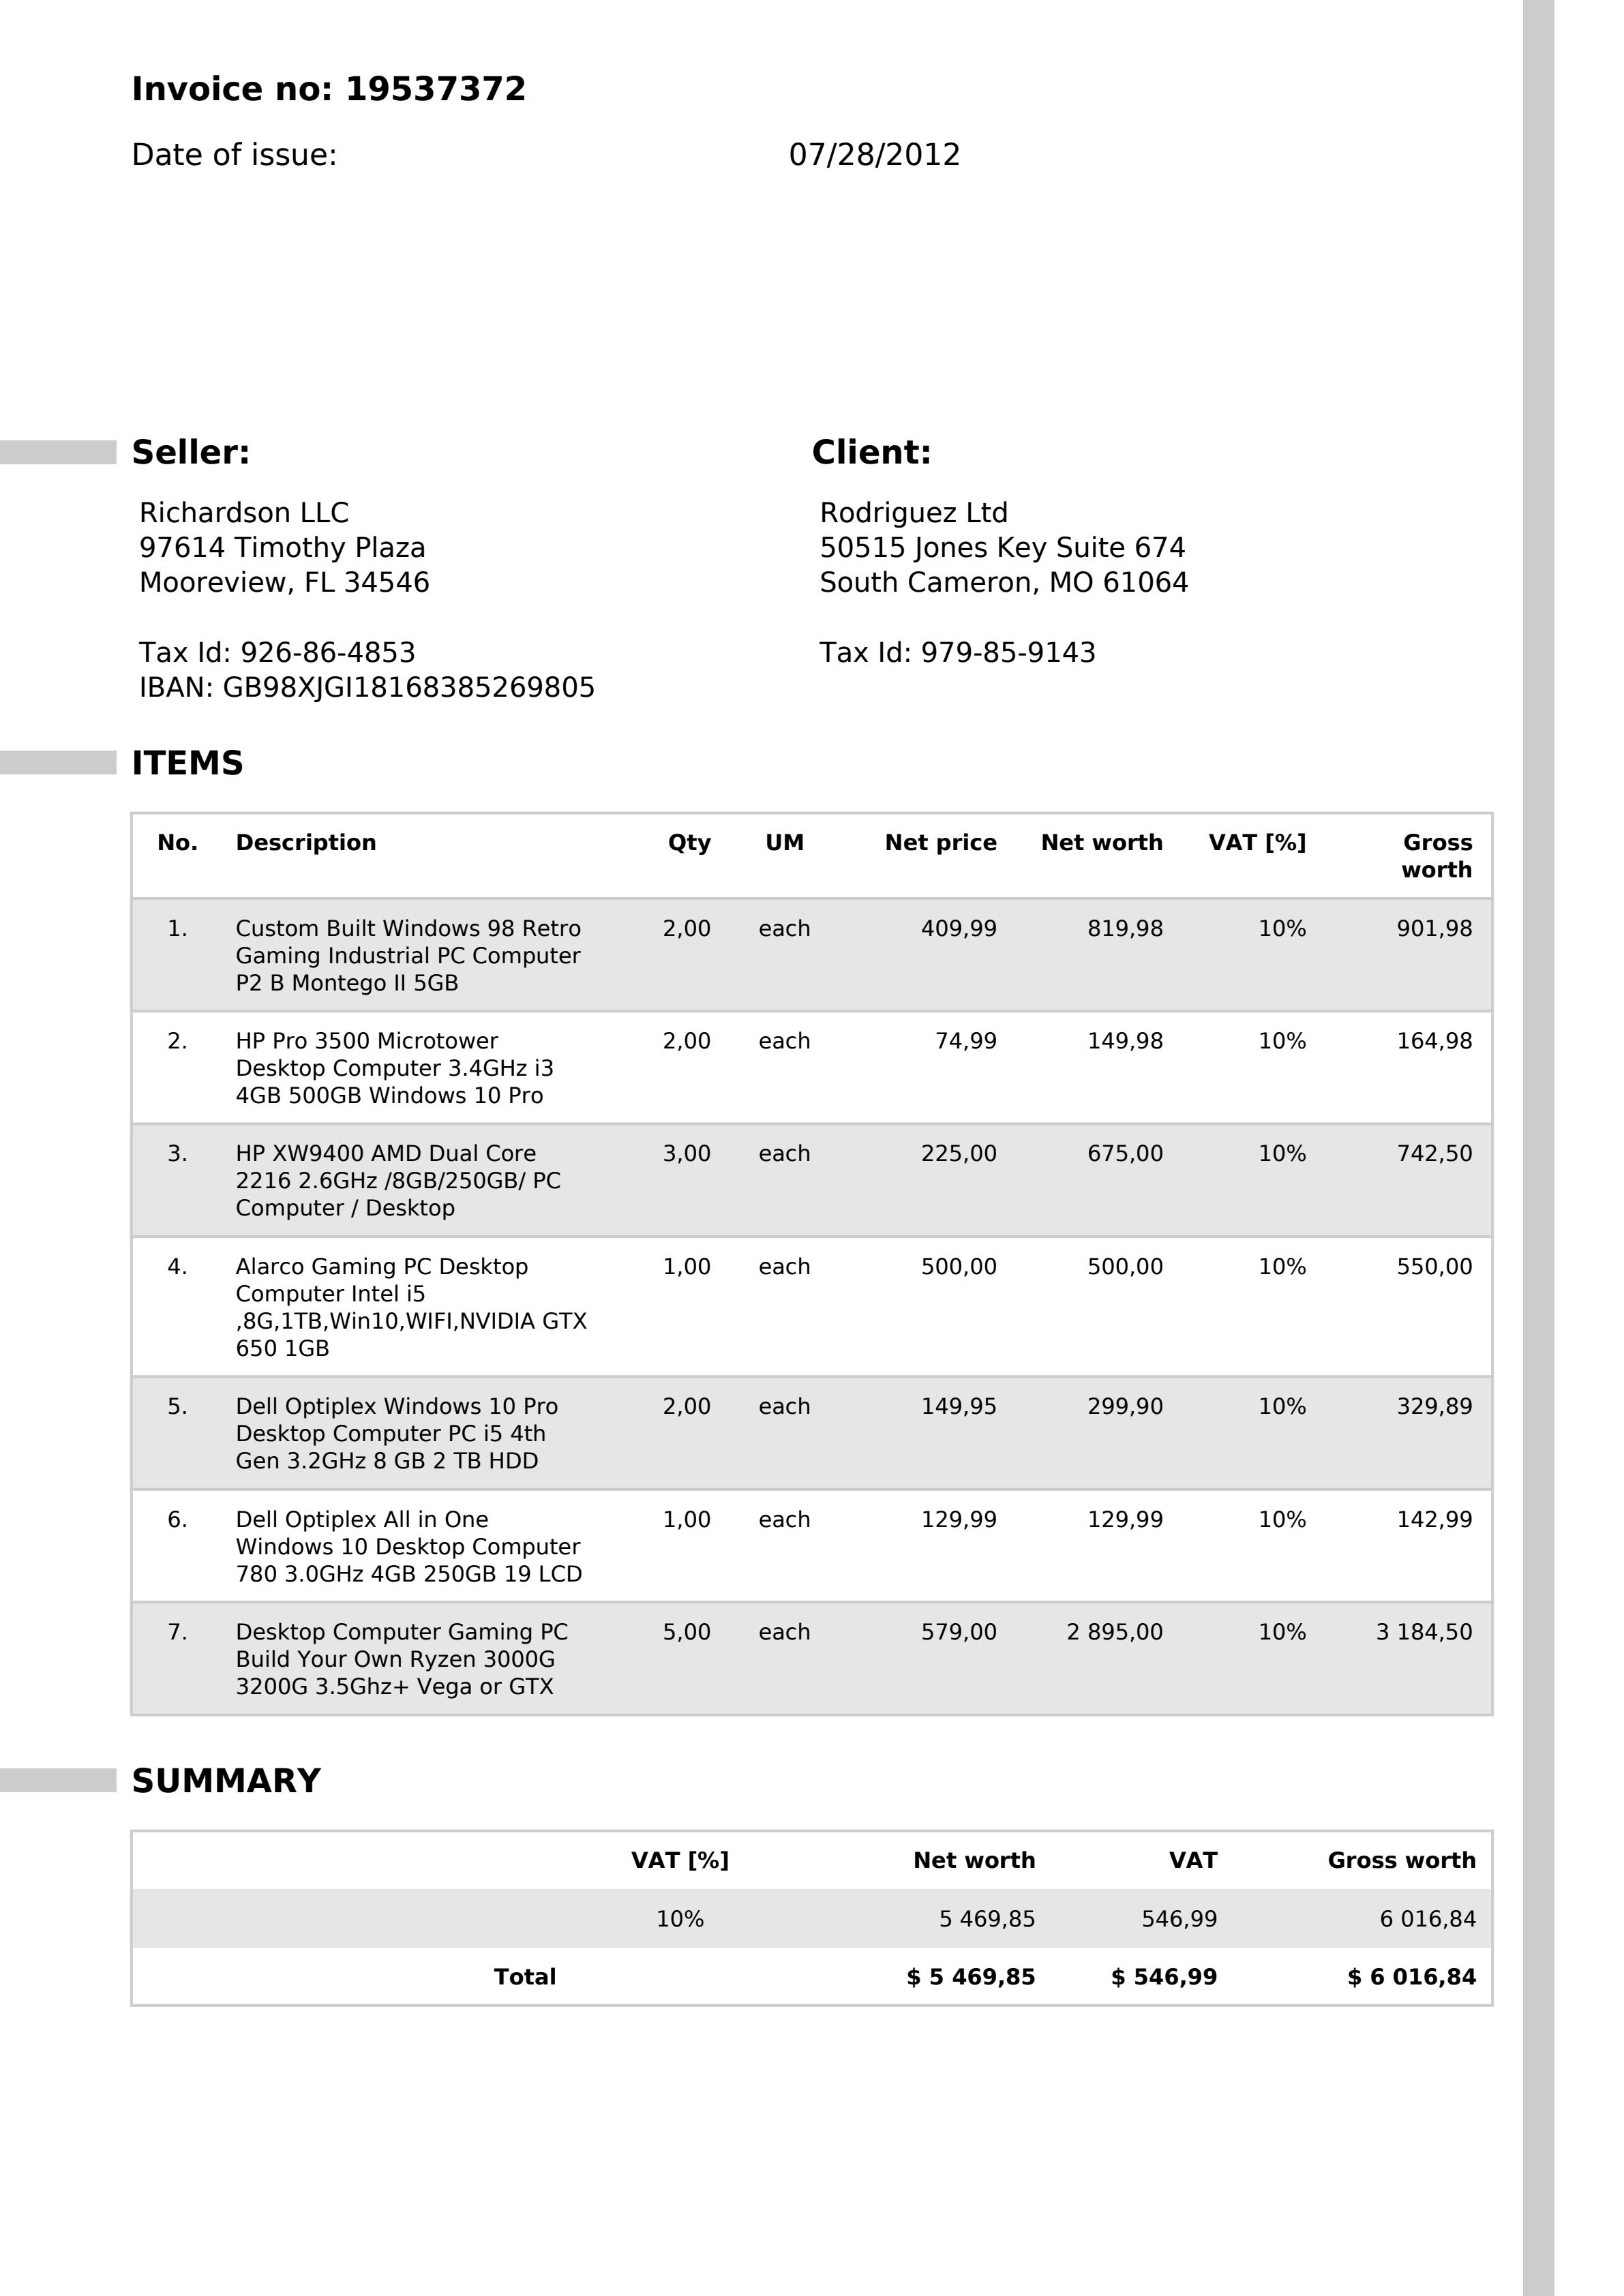 Invoice no: 19537372
Date of issue: 07/28/2012
Seller: Client:
Richardson LLC Rodriguez Ltd
97614 Timothy Plaza 50515 Jones Key Suite 674
Mooreview, FL 34546 South Cameron, MO 61064
Tax Id: 926-86-4853 Tax Id: 979-85-9143
IBAN: GB98XJGI18168385269805
ITEMS
No. Description Qty UM Net price Net worth VAT [%] Gross
worth
1. Custom Built Windows 98 Retro 2,00 each 409,99 819,98 10% 901,98
Gaming Industrial PC Computer
P2 B Montego II 5GB
2. HP Pro 3500 Microtower 2,00 each 74,99 149,98 10% 164,98
Desktop Computer 3.4GHz i3
4GB 500GB Windows 10 Pro
3. HP XW9400 AMD Dual Core 3,00 each 225,00 675,00 10% 742,50
2216 2.6GHz /8GB/250GB/ PC
Computer / Desktop
4. Alarco Gaming PC Desktop 1,00 each 500,00 500,00 10% 550,00
Computer Intel i5
,8G,1TB,Win10,WIFI,NVIDIA GTX
650 1GB
5. Dell Optiplex Windows 10 Pro 2,00 each 149,95 299,90 10% 329,89
Desktop Computer PC i5 4th
Gen 3.2GHz 8 GB 2 TB HDD
6. Dell Optiplex All in One 1,00 each 129,99 129,99 10% 142,99
Windows 10 Desktop Computer
780 3.0GHz 4GB 250GB 19 LCD
7. Desktop Computer Gaming PC 5,00 each 579,00 2 895,00 10% 3 184,50
Build Your Own Ryzen 3000G
3200G 3.5Ghz+ Vega or GTX
SUMMARY
VAT [%] Net worth VAT Gross worth
10% 5 469,85 546,99 6 016,84
Total $ 5 469,85 $ 546,99 $ 6 016,84